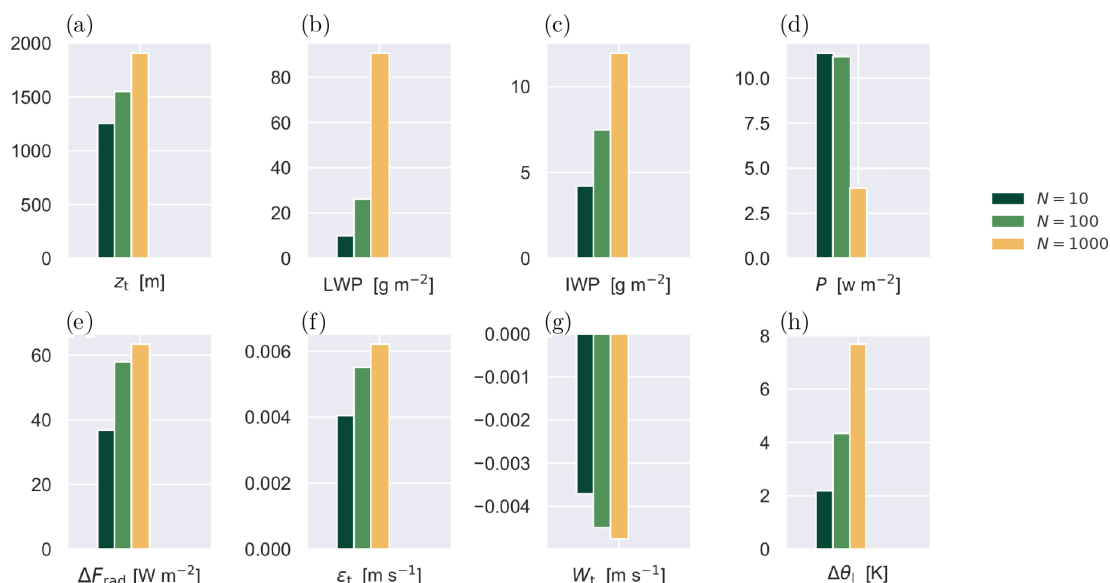 (a) (b) (c) (d)
2000
1500
1000
500
0
zₜ [m]
80
60
40
20
0
LWP [g m⁻²]
10
5
0
IWP [g m⁻²]
10.0
7.5
5.0
2.5
0.0
P [w m⁻²]
N = 10
N = 100
N = 1000
(e) (f) (g) (h)
60
40
20
0
ΔF_rad [W m⁻²]
0.006
0.004
0.002
0.000
εₜ [m s⁻¹]
0.000
−0.001
−0.002
−0.003
−0.004
Wₜ [m s⁻¹]
8
6
4
2
0
Δθₗ [K]